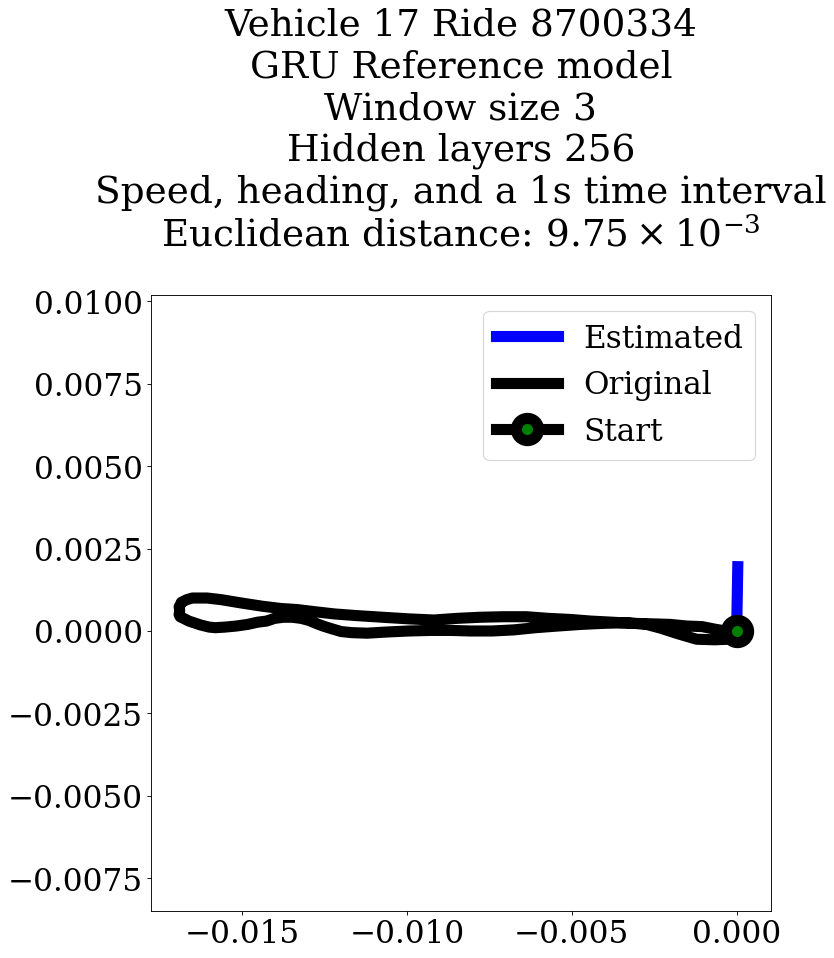 Vehicle 17 Ride 8700334
GRU Reference model
Window size 3
Hidden layers 256
Speed, heading, and a 1s time interval
Euclidean distance: 9.75 × 10⁻³
0.0100
0.0075
0.0050
0.0025
0.0000
−0.0025
−0.0050
−0.0075
Estimated
Original
Start
−0.015 −0.010 −0.005 0.000